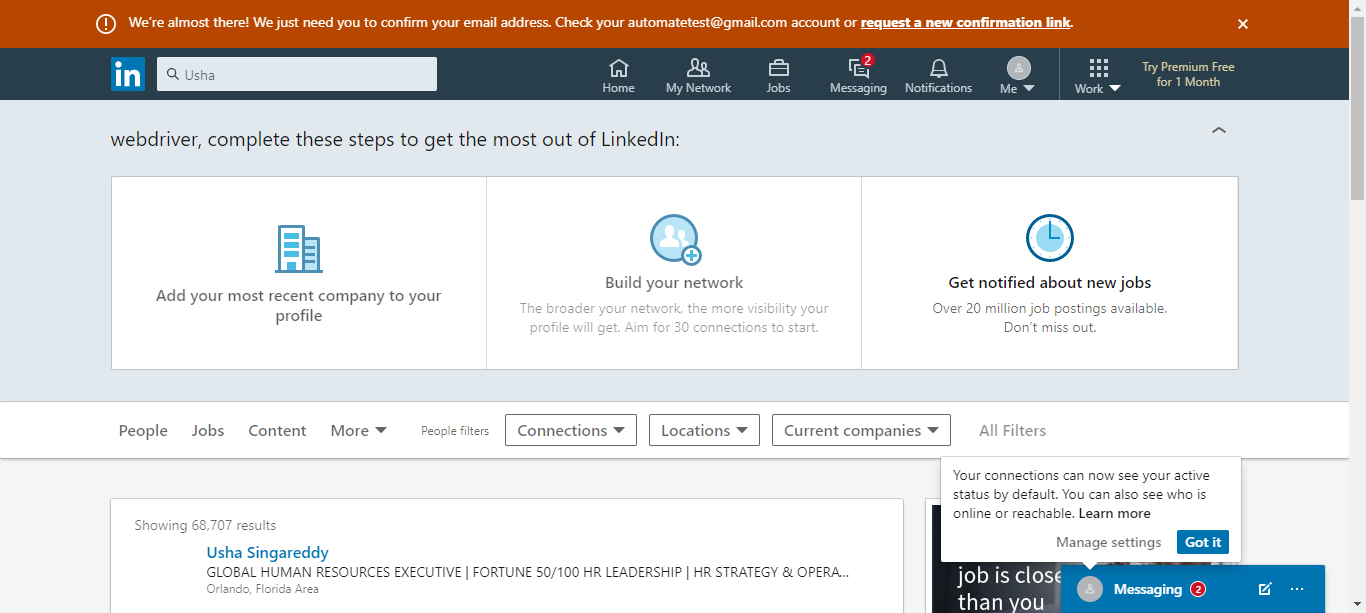 We're almost there! We just need you to confirm your email address. Check your automatetest@gmail.com account or request a new confirmation link.
in
Usha
Home
My Network
Jobs
2
Messaging
Notifications
Me
Work
Try Premium Free
for 1 Month
webdriver, complete these steps to get the most out of LinkedIn:
Add your most recent company to your
profile
Build your network
The broader your network, the more visibility your
profile will get. Aim for 30 connections to start.
Get notified about new jobs
Over 20 million job postings available.
Don't miss out.
People
Jobs
Content
More
People filters
Connections
Locations
Current companies
All Filters
Your connections can now see your active
status by default. You can also see who is
online or reachable. Learn more
Manage settings
Got it
Showing 68,707 results
Usha Singareddy
GLOBAL HUMAN RESOURCES EXECUTIVE | FORTUNE 50/100 HR LEADERSHIP | HR STRATEGY & OPERA...
Orlando, Florida Area
job is close
than you
Messaging 2